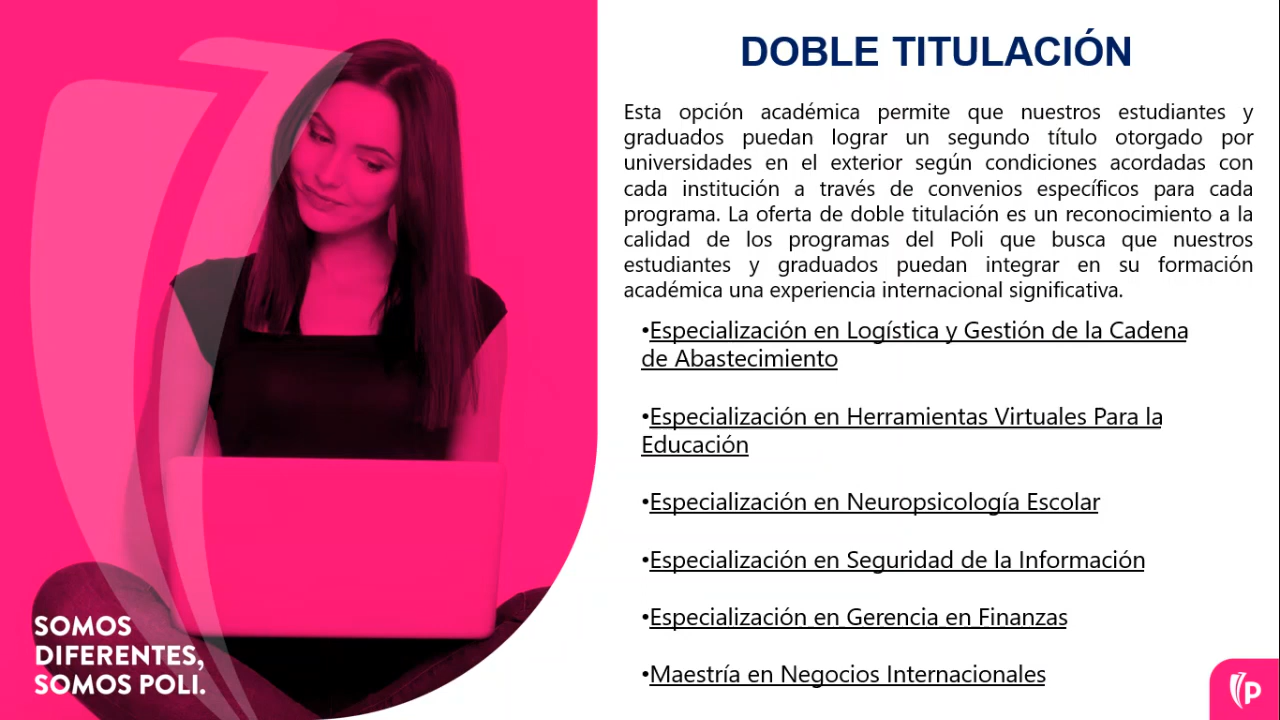 DOBLE TITULACIÓN
Esta opción académica permite que nuestros estudiantes y
graduados puedan lograr un segundo título otorgado por
universidades en el exterior según condiciones acordadas con
cada institución a través de convenios específicos para cada
programa. La oferta de doble titulación es un reconocimiento a la
calidad de los programas del Poli que busca que nuestros
estudiantes y graduados puedan integrar en su formación
académica una experiencia internacional significativa.
•Especialización en Logística y Gestión de la Cadena
de Abastecimiento
•Especialización en Herramientas Virtuales Para la
Educación
•Especialización en Neuropsicología Escolar
•Especialización en Seguridad de la Información
•Especialización en Gerencia en Finanzas
•Maestría en Negocios Internacionales
SOMOS
DIFERENTES,
SOMOS POLI.
P